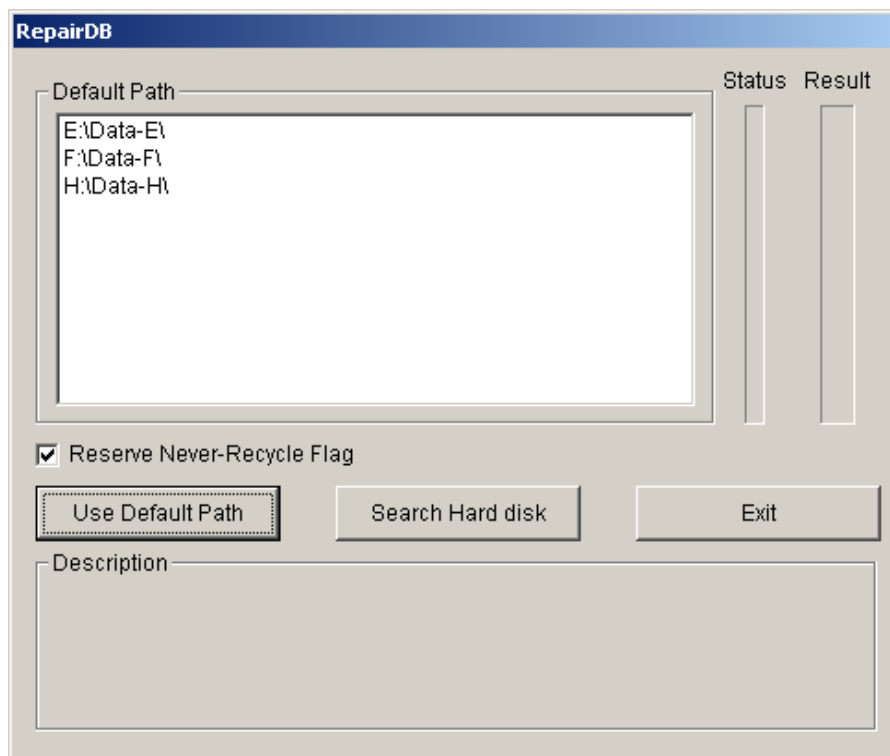 RepairDB
Status Result
Default Path
E:\Data-E\
F:\Data-F\
H:\Data-H\
Reserve Never-Recycle Flag
Use Default Path Search Hard disk Exit
Description